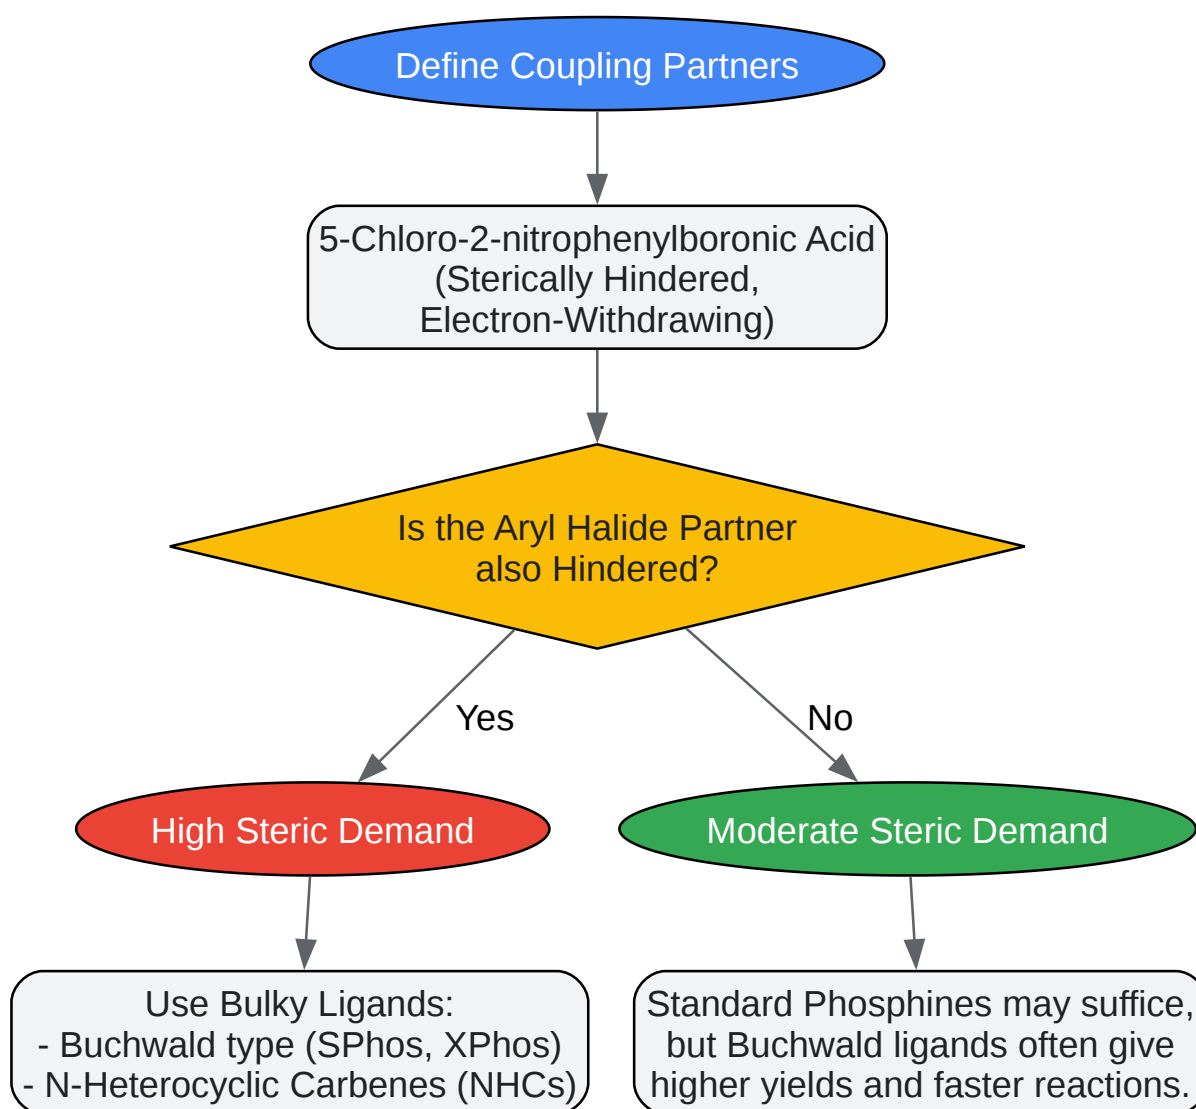 Define Coupling Partners
5-Chloro-2-nitrophenylboronic Acid
(Sterically Hindered,
Electron-Withdrawing)
Is the Aryl Halide Partner
also Hindered?
Yes
No
High Steric Demand
Moderate Steric Demand
Use Bulky Ligands:
- Buchwald type (SPhos, XPhos)
- N-Heterocyclic Carbenes (NHCs)
Standard Phosphines may suffice,
but Buchwald ligands often give
higher yields and faster reactions.